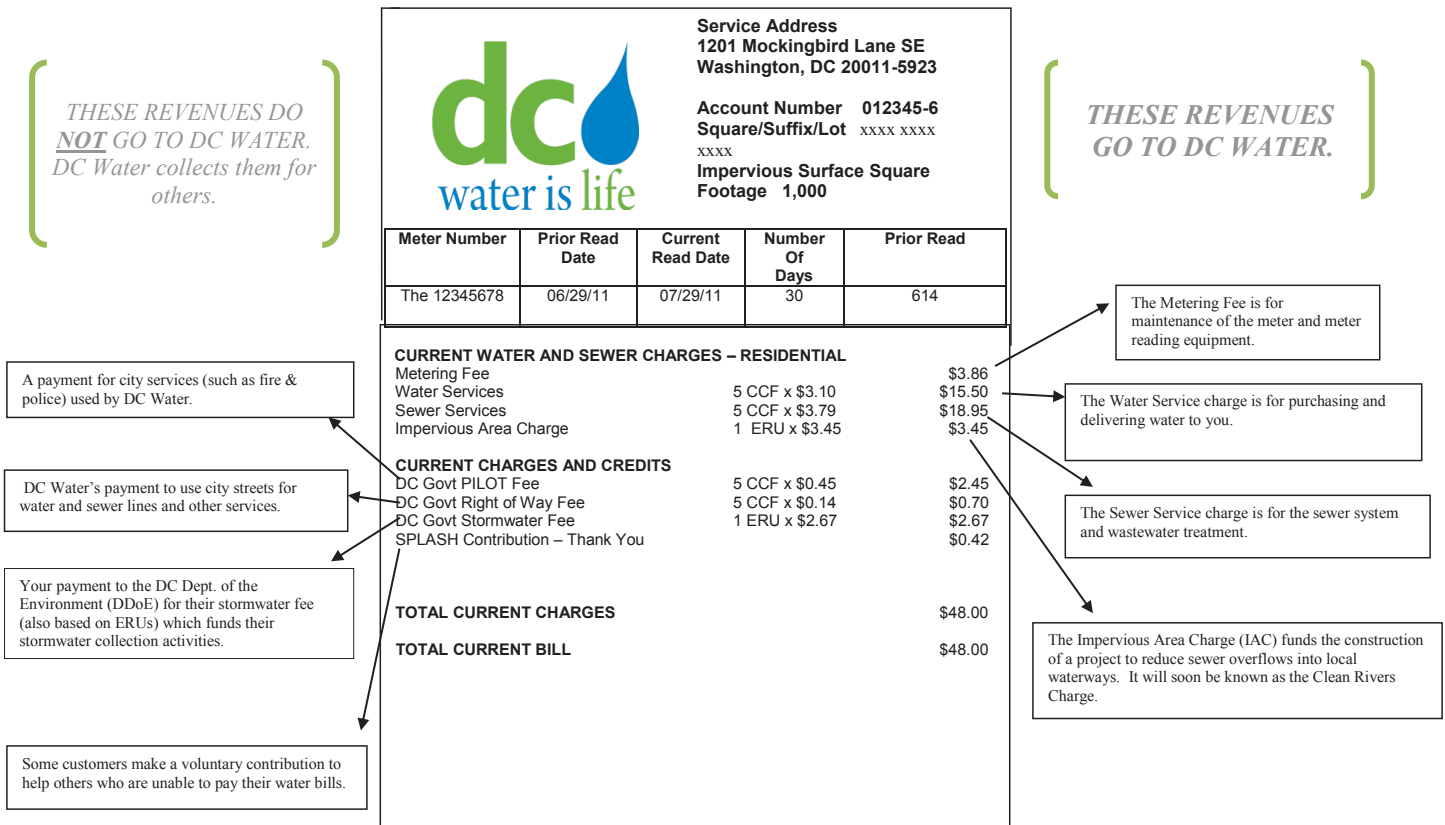 THESE REVENUES DO
NOT GO TO DC WATER.
DC Water collects them for
others.
dc
water is life
Service Address
1201 Mockingbird Lane SE
Washington, DC 20011-5923
Account Number 012345-6
Square/Suffix/Lot xxxx xxxx
xxxx
Impervious Surface Square
Footage 1,000
THESE REVENUES
GO TO DC WATER.
Meter Number Prior Read Date Current Read Date Number Of Days Prior Read
The 12345678 06/29/11 07/29/11 30 614
CURRENT WATER AND SEWER CHARGES – RESIDENTIAL
Metering Fee $3.86
Water Services 5 CCF x $3.10 $15.50
Sewer Services 5 CCF x $3.79 $18.95
Impervious Area Charge 1 ERU x $3.45 $3.45
CURRENT CHARGES AND CREDITS
DC Govt PILOT Fee 5 CCF x $0.45 $2.45
DC Govt Right of Way Fee 5 CCF x $0.14 $0.70
DC Govt Stormwater Fee 1 ERU x $2.67 $2.67
SPLASH Contribution – Thank You $0.42
TOTAL CURRENT CHARGES $48.00
TOTAL CURRENT BILL $48.00
A payment for city services (such as fire &
police) used by DC Water.
DC Water's payment to use city streets for
water and sewer lines and other services.
Your payment to the DC Dept. of the
Environment (DDoE) for their stormwater fee
(also based on ERUs) which funds their
stormwater collection activities.
Some customers make a voluntary contribution to
help others who are unable to pay their water bills.
The Metering Fee is for
maintenance of the meter and meter
reading equipment.
The Water Service charge is for purchasing and
delivering water to you.
The Sewer Service charge is for the sewer system
and wastewater treatment.
The Impervious Area Charge (IAC) funds the construction
of a project to reduce sewer overflows into local
waterways. It will soon be known as the Clean Rivers
Charge.